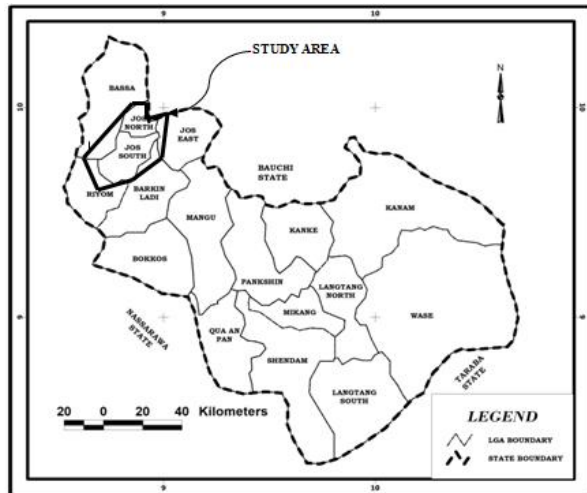 9
10
STUDY AREA
N
BASSA
10
10
JOS
NORTH
JOS
EAST
JOS
SOUTH
BAUCHI
STATE
RIYOM
BARKIN
LADI
KANAM
MANGU
KANKE
BOKKOS
PANKSHIN
LANGTANG
NORTH
NASSARAWA
STATE
9
9
MIKANG
WASE
QUA AN
PAN
SHENDAM
TARABA
STATE
LANGTANG
SOUTH
20 0 20 40 Kilometers
LEGEND
LGA BOUNDARY
STATE BOUNDARY
9
10